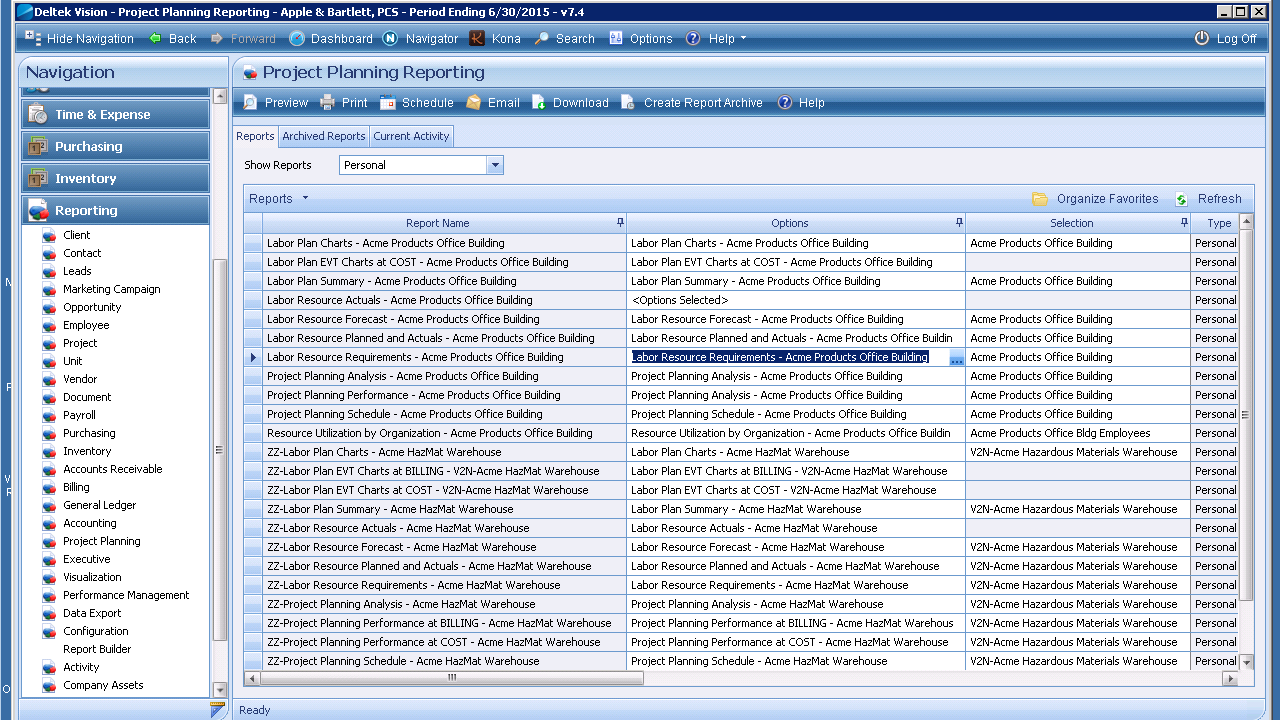 Deltek Vision - Project Planning Reporting - Apple & Bartlett, PCS - Period Ending 6/30/2015 - v7.4
Hide Navigation Back Forward Dashboard Navigator Kona Search Options Help Log Off
Navigation
Time & Expense
Purchasing
Inventory
Reporting
Client
Contact
Leads
Marketing Campaign
Opportunity
Employee
Project
Unit
Vendor
Document
Payroll
Purchasing
Inventory
Accounts Receivable
Billing
General Ledger
Accounting
Project Planning
Executive
Visualization
Performance Management
Data Export
Configuration
Report Builder
Activity
Company Assets
Project Planning Reporting
Preview Print Schedule Email Download Create Report Archive Help
Reports Archived Reports Current Activity
Show Reports Personal
Reports Organize Favorites Refresh
Report Name Options Selection Type
Labor Plan Charts - Acme Products Office Building Labor Plan Charts - Acme Products Office Building Acme Products Office Building Personal
Labor Plan EVT Charts at COST - Acme Products Office Building Labor Plan EVT Charts at COST - Acme Products Office Building Personal
Labor Plan Summary - Acme Products Office Building Labor Plan Summary - Acme Products Office Building Acme Products Office Building Personal
Labor Resource Actuals - Acme Products Office Building <Options Selected> Personal
Labor Resource Forecast - Acme Products Office Building Labor Resource Forecast - Acme Products Office Building Acme Products Office Building Personal
Labor Resource Planned and Actuals - Acme Products Office Building Labor Resource Planned and Actuals - Acme Products Office Buildin Acme Products Office Building Personal
Labor Resource Requirements - Acme Products Office Building Labor Resource Requirements - Acme Products Office Building ... Acme Products Office Building Personal
Project Planning Analysis - Acme Products Office Building Project Planning Analysis - Acme Products Office Building Acme Products Office Building Personal
Project Planning Performance - Acme Products Office Building Project Planning Analysis - Acme Products Office Building Acme Products Office Building Personal
Project Planning Schedule - Acme Products Office Building Project Planning Schedule - Acme Products Office Building Acme Products Office Building Personal
Resource Utilization by Organization - Acme Products Office Building Resource Utilization by Organization - Acme Products Office Buildin Acme Products Office Bldg Employees Personal
ZZ-Labor Plan Charts - Acme HazMat Warehouse Labor Plan Charts - Acme HazMat Warehouse V2N-Acme HazMat Warehouse Personal
ZZ-Labor Plan EVT Charts at BILLING - V2N-Acme HazMat Warehouse Labor Plan EVT Charts at BILLING - V2N-Acme HazMat Warehouse Personal
ZZ-Labor Plan EVT Charts at COST - V2N-Acme HazMat Warehouse Labor Plan EVT Charts at COST - V2N-Acme HazMat Warehouse Personal
ZZ-Labor Plan Summary - Acme HazMat Warehouse Labor Plan Summary - Acme HazMat Warehouse V2N-Acme HazMat Warehouse Personal
ZZ-Labor Resource Actuals - Acme HazMat Warehouse Labor Resource Actuals - Acme HazMat Warehouse Personal
ZZ-Labor Resource Forecast - Acme HazMat Warehouse Labor Resource Forecast - Acme HazMat Warehouse V2N-Acme Hazardous Materials Warehouse Personal
ZZ-Labor Resource Planned and Actuals - Acme HazMat Warehouse Labor Resource Planned and Actuals - Acme HazMat Warehouse V2N-Acme Hazardous Materials Warehouse Personal
ZZ-Labor Resource Requirements - Acme HazMat Warehouse Labor Resource Requirements - Acme HazMat Warehouse V2N-Acme Hazardous Materials Warehouse Personal
ZZ-Project Planning Analysis - Acme HazMat Warehouse Project Planning Analysis - Acme HazMat Warehouse V2N-Acme Hazardous Materials Warehouse Personal
ZZ-Project Planning Performance at BILLING - Acme HazMat Warehouse Project Planning Performance at BILLING - Acme HazMat Warehous V2N-Acme Hazardous Materials Warehouse Personal
ZZ-Project Planning Performance at COST - Acme HazMat Warehouse Project Planning Performance at COST - Acme HazMat Warehouse V2N-Acme Hazardous Materials Warehouse Personal
ZZ-Project Planning Schedule - Acme HazMat Warehouse Project Planning Schedule - Acme HazMat Warehouse V2N-Acme Hazardous Materials Warehouse Personal
Ready